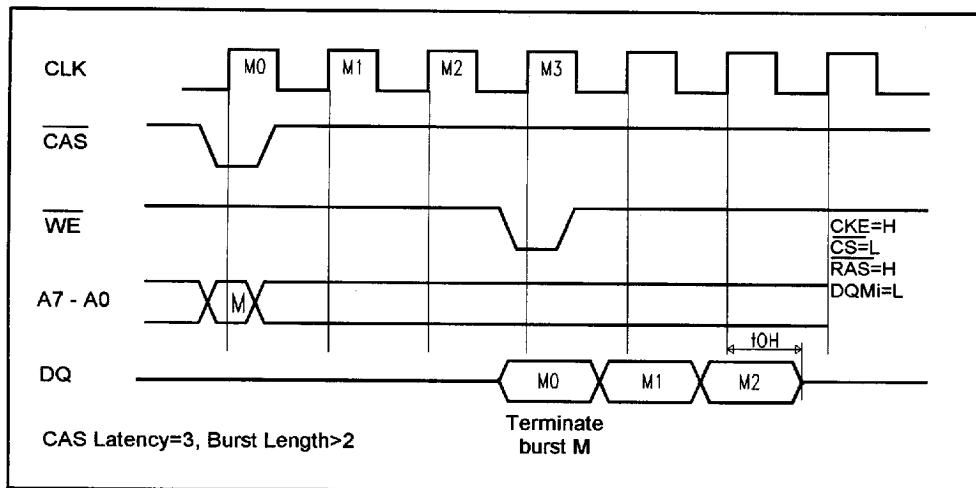 CLK M0 M1 M2 M3
CAS
WE
CKE=H
CS=L
RAS=H
DQMi=L
A7 - A0 M
tOH
DQ M0 M1 M2
Terminate
burst M
CAS Latency=3, Burst Length>2